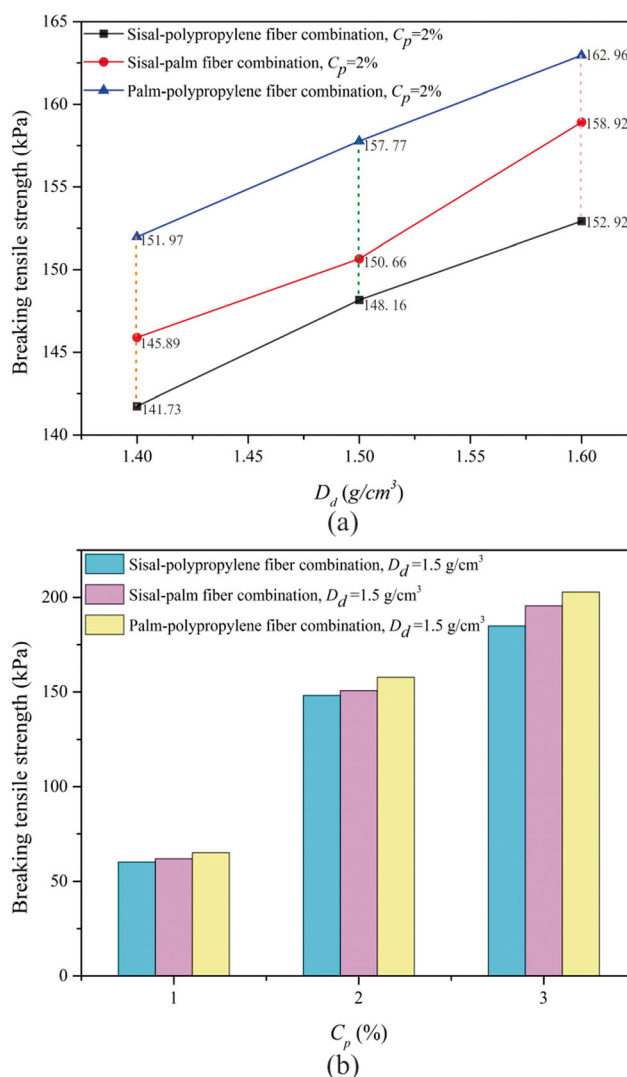 165
160
155
150
145
140
Breaking tensile strength (kPa)
Sisal-polypropylene fiber combination, Cp=2%
Sisal-palm fiber combination, Cp=2%
Palm-polypropylene fiber combination, Cp=2%
162.96
158.92
157.77
152.92
151.97
150.66
148.16
145.89
141.73
1.40 1.45 1.50 1.55 1.60
Dd (g/cm³)
(a)
Sisal-polypropylene fiber combination, Dd=1.5 g/cm³
Sisal-palm fiber combination, Dd=1.5 g/cm³
Palm-polypropylene fiber combination, Dd=1.5 g/cm³
200
150
100
50
0
Breaking tensile strength (kPa)
1 2 3
Cp (%)
(b)